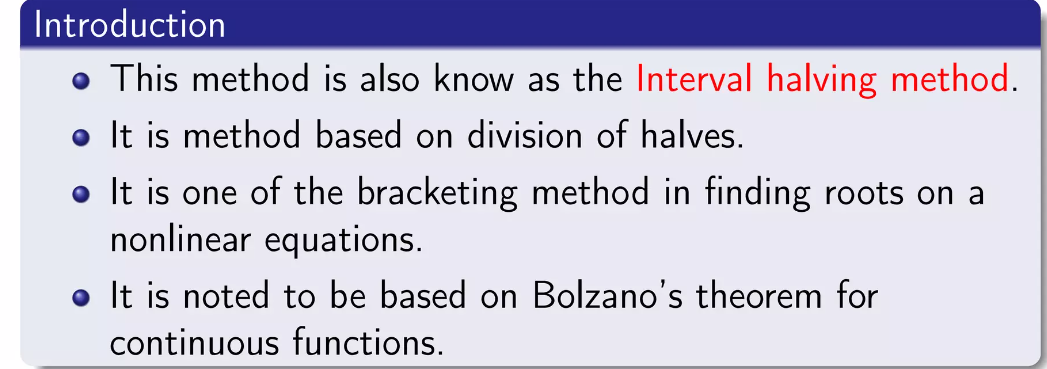 Introduction
This method is also know as the Interval halving method.
It is method based on division of halves.
It is one of the bracketing method in finding roots on a
nonlinear equations.
It is noted to be based on Bolzano's theorem for
continuous functions.